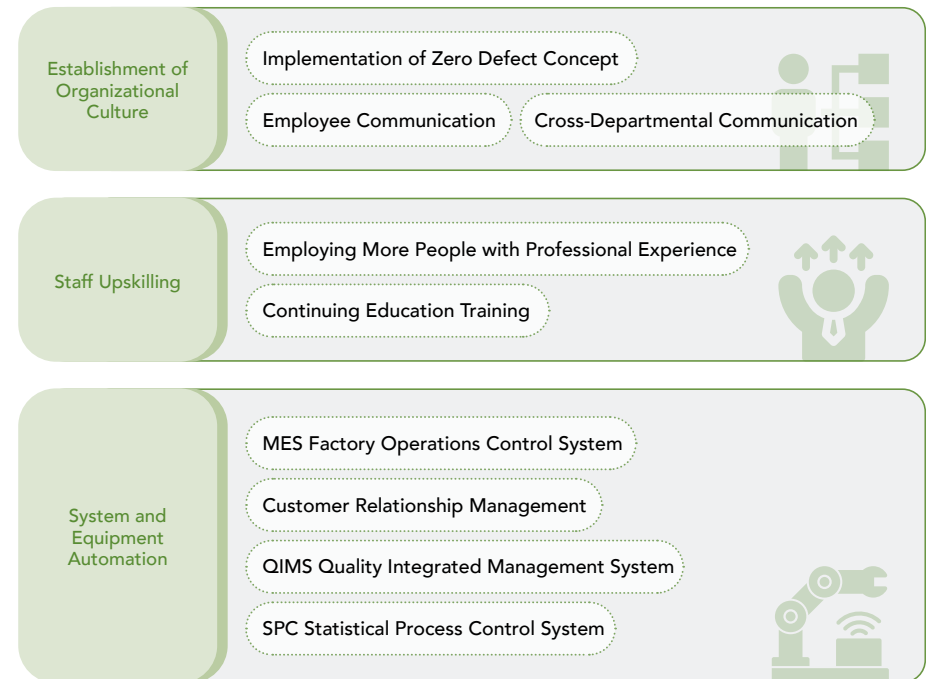 Establishment of
Organizational
Culture
Implementation of Zero Defect Concept
Employee Communication
Cross-Departmental Communication
Staff Upskilling
Employing More People with Professional Experience
Continuing Education Training
System and
Equipment
Automation
MES Factory Operations Control System
Customer Relationship Management
QIMS Quality Integrated Management System
SPC Statistical Process Control System